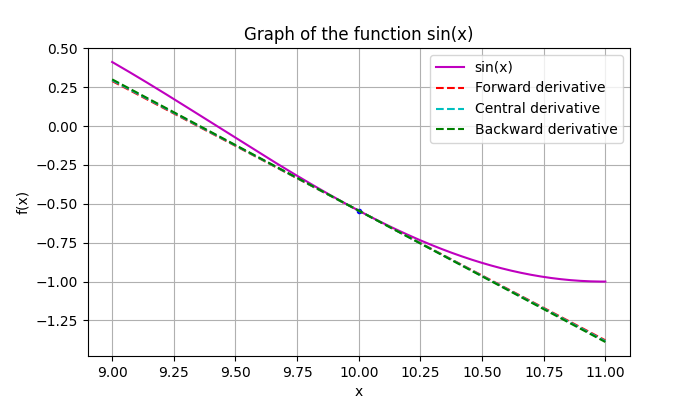 Graph of the function sin(x)
sin(x)
Forward derivative
Central derivative
Backward derivative
f(x)
0.50
0.25
0.00
−0.25
−0.50
−0.75
−1.00
−1.25
9.00 9.25 9.50 9.75 10.00 10.25 10.50 10.75 11.00
x